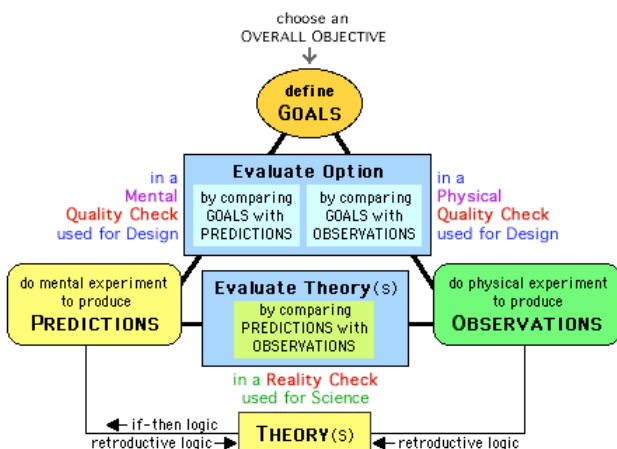 choose an
OVERALL OBJECTIVE
define
GOALS
Evaluate Option
in a
Mental
Quality Check
used for Design
by comparing
GOALS with
PREDICTIONS
by comparing
GOALS with
OBSERVATIONS
in a
Physical
Quality Check
used for Design
do mental experiment
to produce
PREDICTIONS
Evaluate Theory(s)
by comparing
PREDICTIONS with
OBSERVATIONS
do physical experiment
to produce
OBSERVATIONS
in a Reality Check
used for Science
if-then logic
retroductive logic
THEORY(S)
retroductive logic